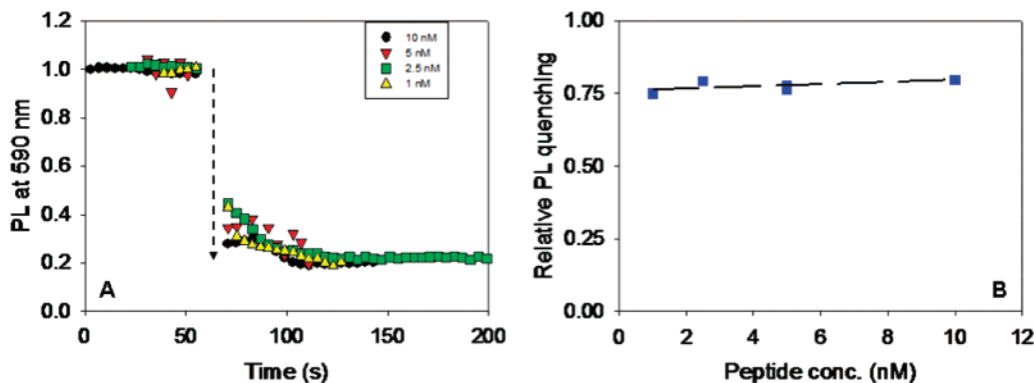 1.2
1.0
0.8
0.6
0.4
0.2
0.0
PL at 590 nm
10 nM
5 nM
2.5 nM
1 nM
A
0 50 100 150 200
Time (s)
1.00
0.75
0.50
0.25
0.00
Relative PL quenching
B
0 2 4 6 8 10 12
Peptide conc. (nM)